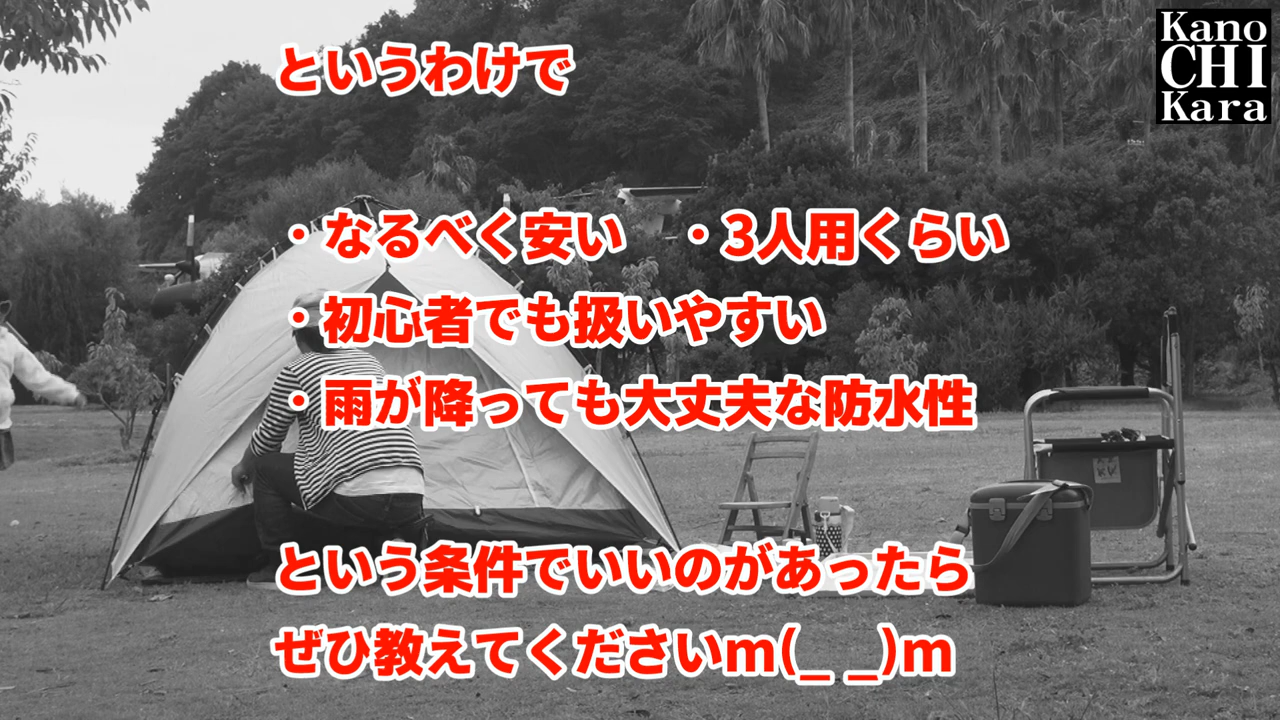 Kano
CHI
Kara
というわけで
・なるべく安い　・3人用くらい
・初心者でも扱いやすい
・雨が降っても大丈夫な防水性
という条件でいいのがあったら
ぜひ教えてくださいm(_ _)m